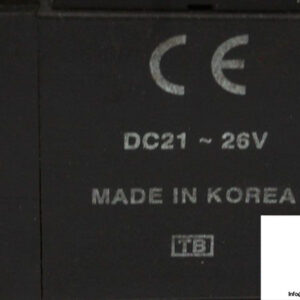 CE
DC21 ~ 26V
MADE IN KOREA
TB